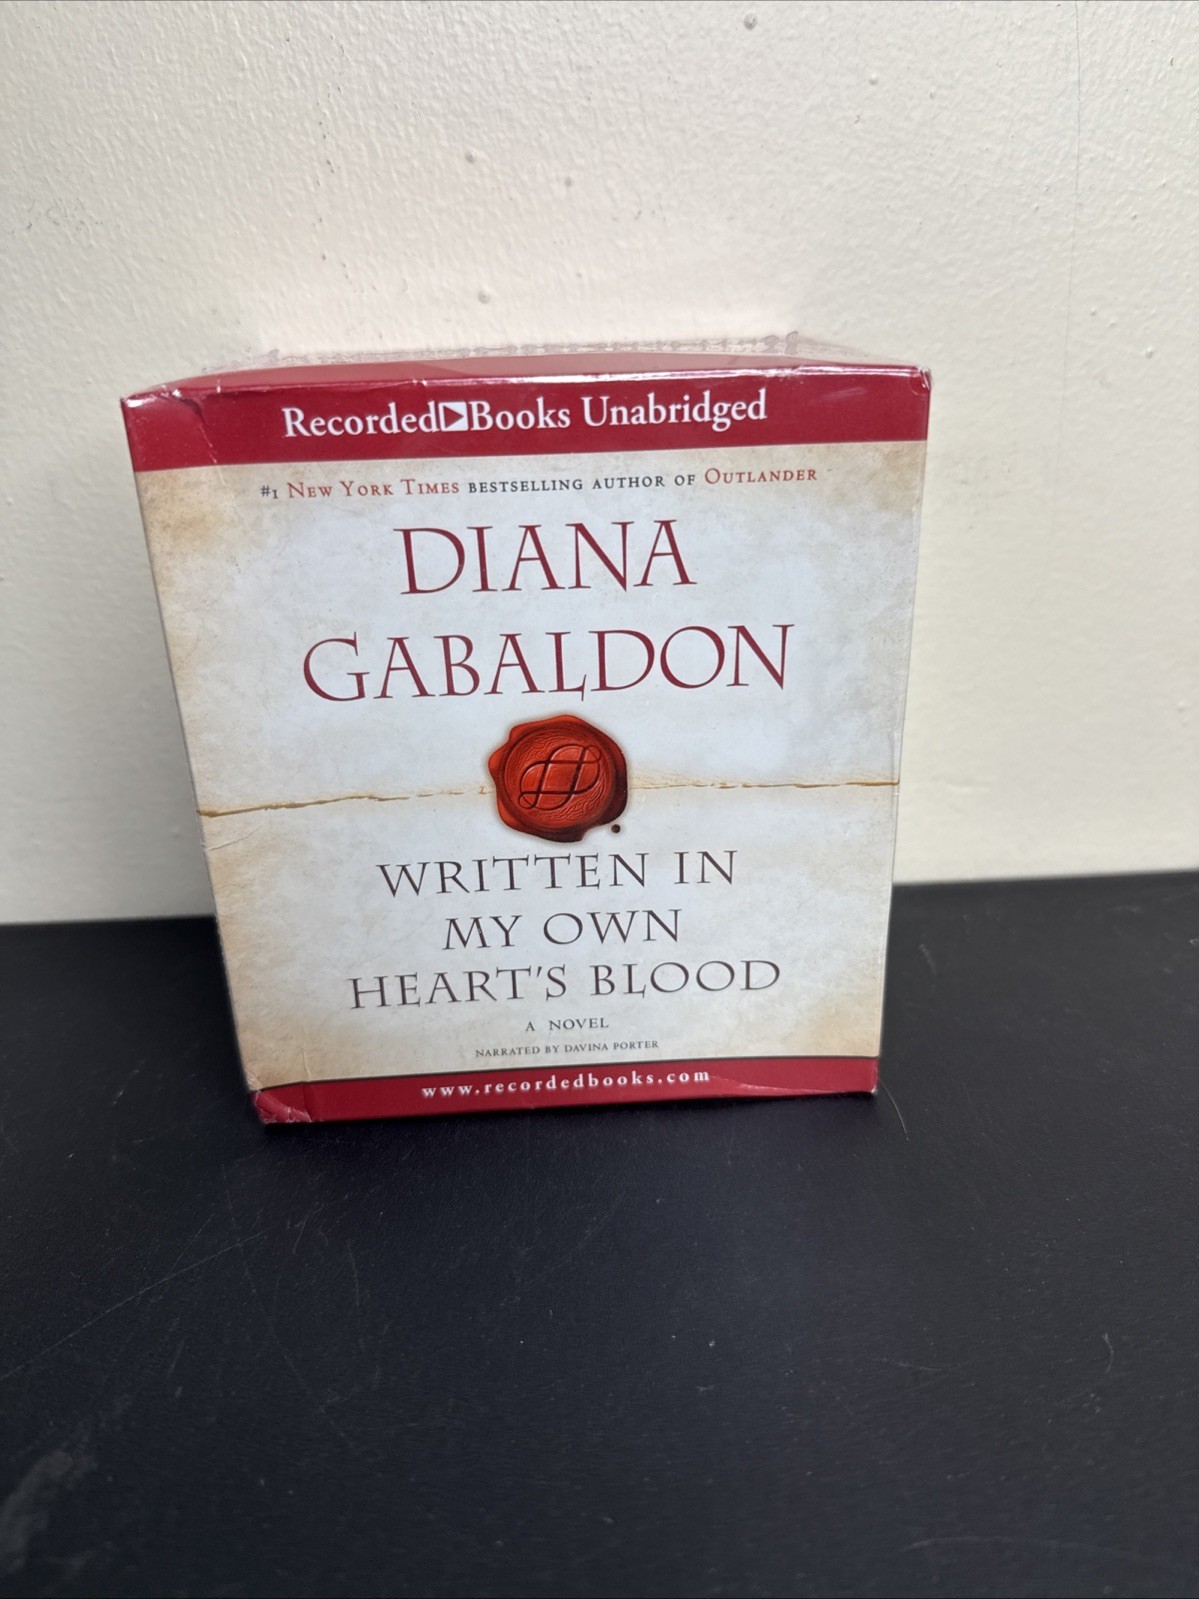 Recorded Books Unabridged
#1 New York Times bestselling author of Outlander
DIANA
GABALDON
WRITTEN IN
MY OWN
HEART'S BLOOD
A NOVEL
NARRATED BY DAVINA PORTER
www.recordedbooks.com